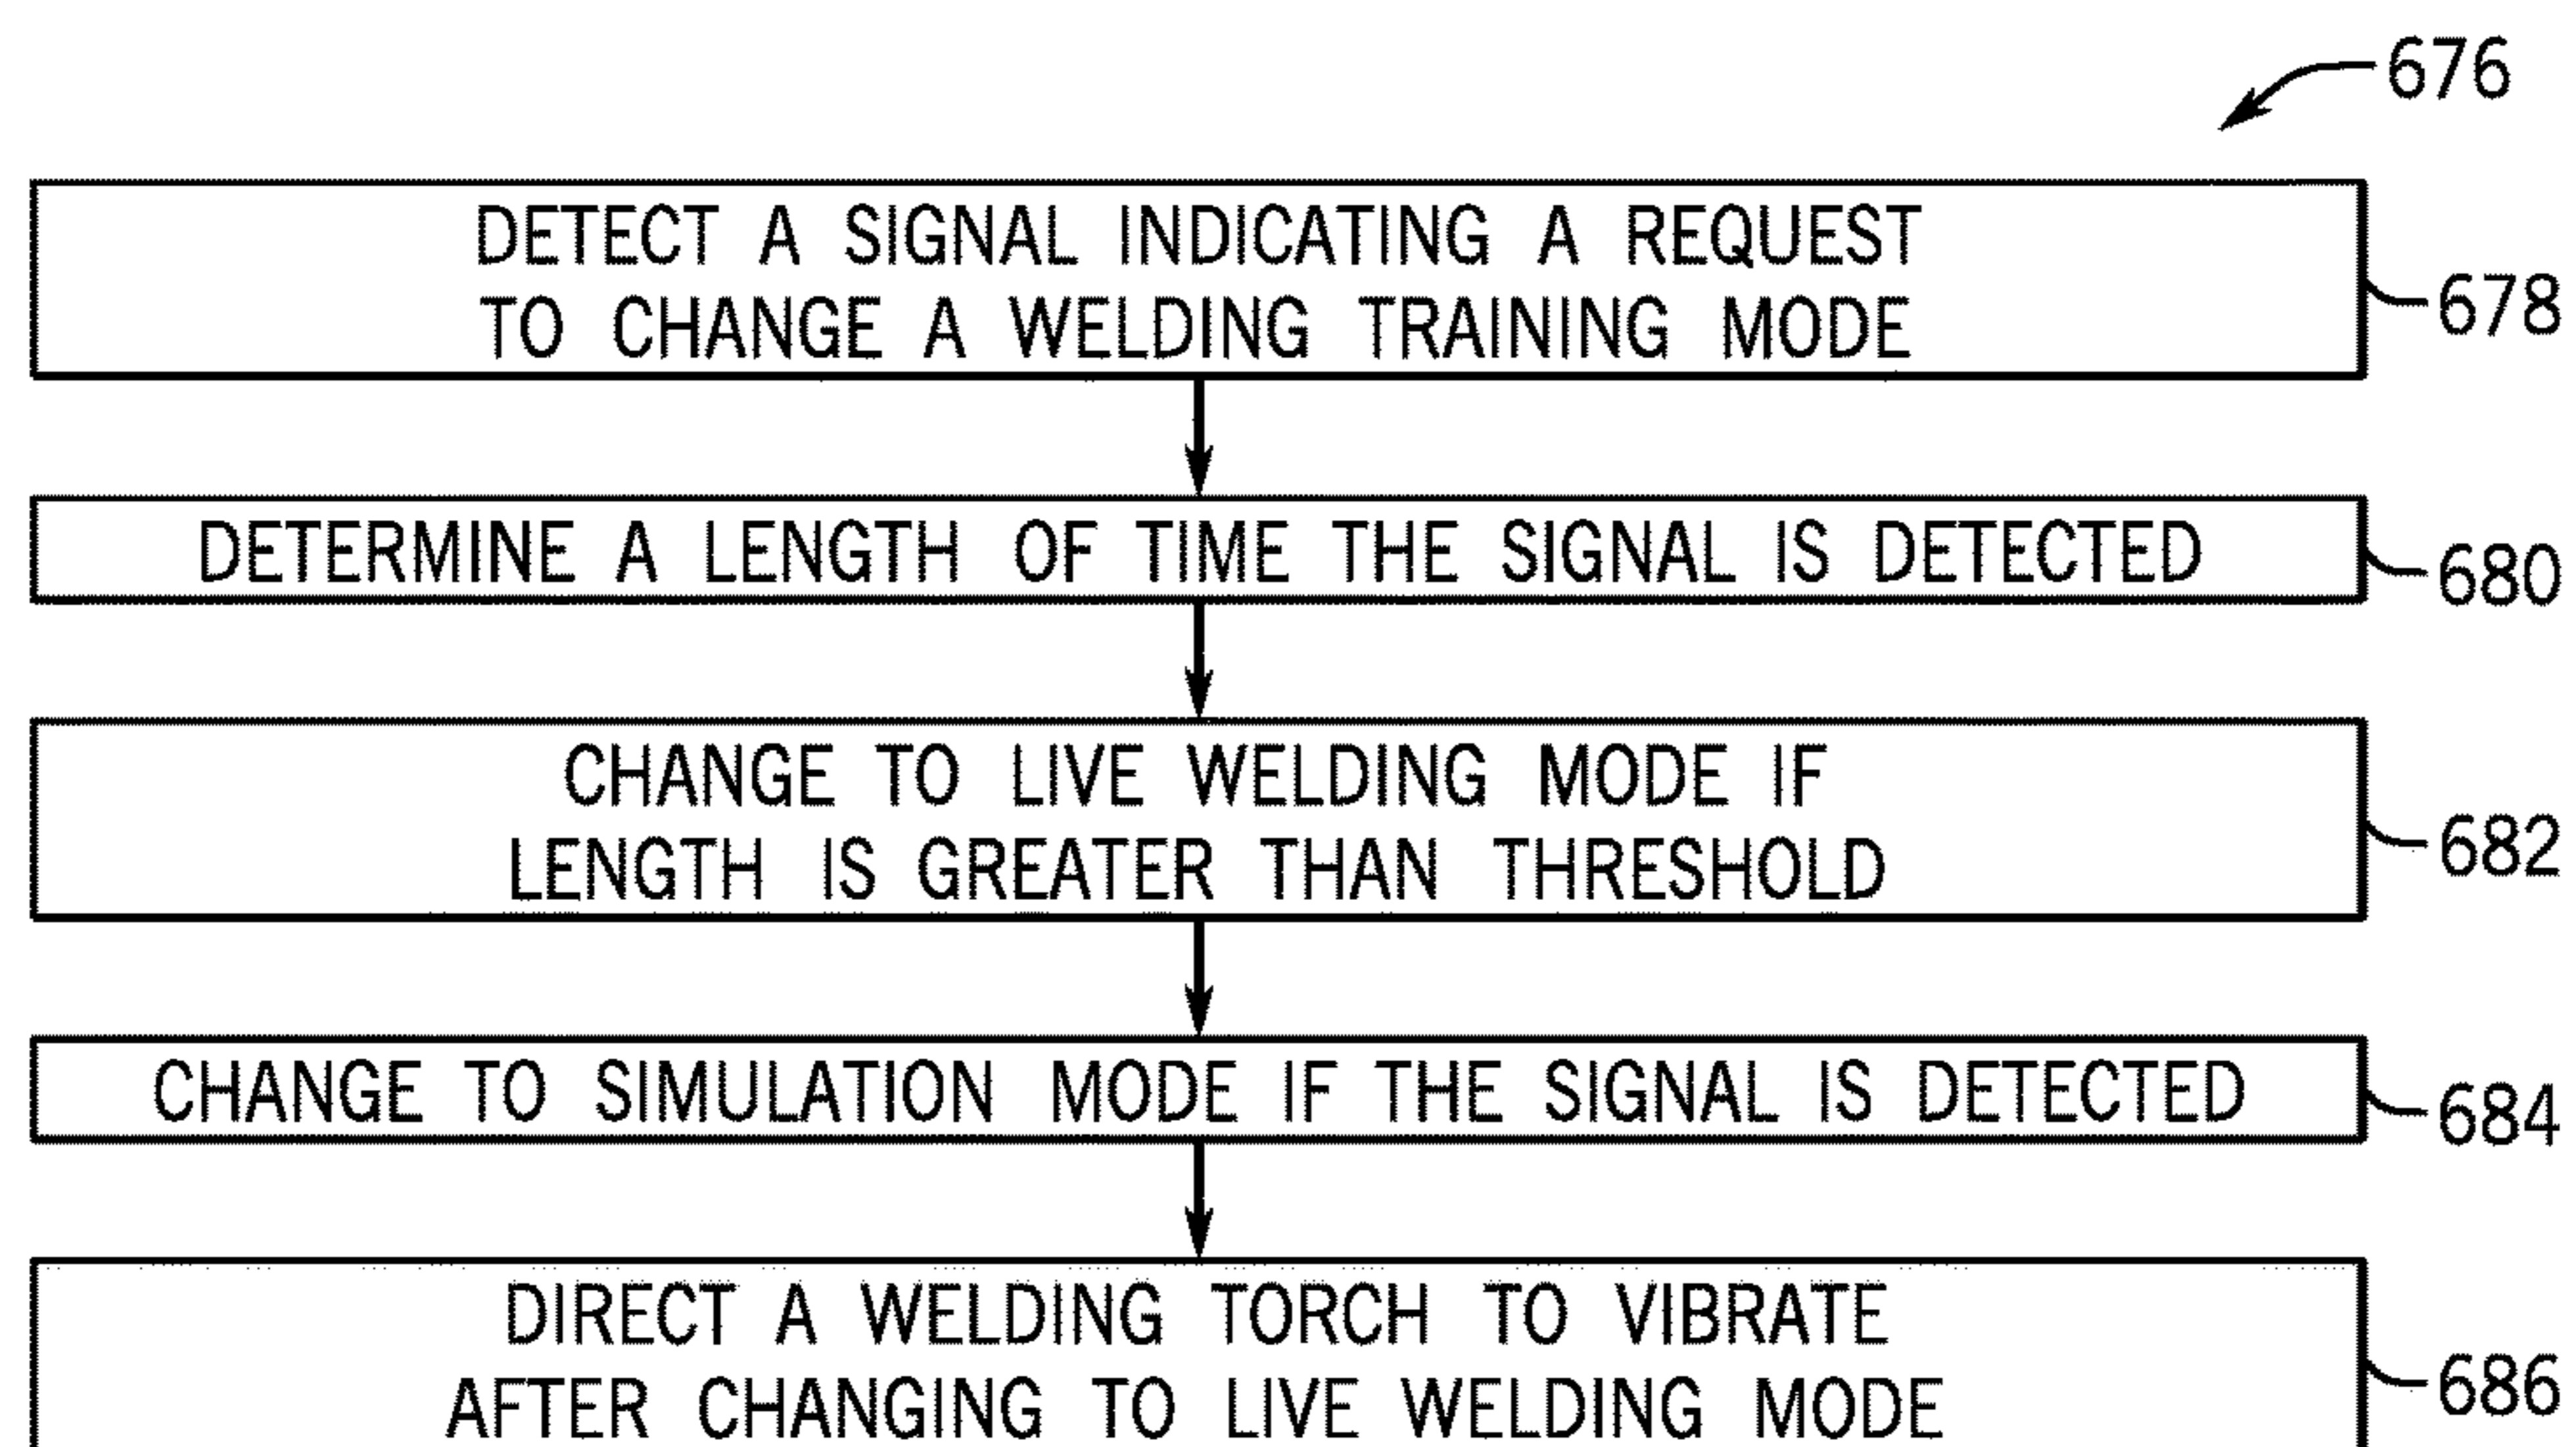 676
DETECT A SIGNAL INDICATING A REQUEST
TO CHANGE A WELDING TRAINING MODE
678
DETERMINE A LENGTH OF TIME THE SIGNAL IS DETECTED
680
CHANGE TO LIVE WELDING MODE IF
LENGTH IS GREATER THAN THRESHOLD
682
CHANGE TO SIMULATION MODE IF THE SIGNAL IS DETECTED
684
DIRECT A WELDING TORCH TO VIBRATE
AFTER CHANGING TO LIVE WELDING MODE
686